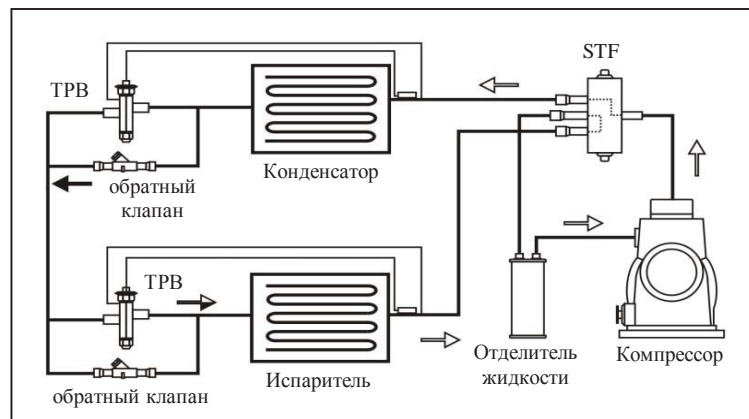 STF
ТРВ
Конденсатор
обратный
клапан
ТРВ
Отделитель
жидкости
Компрессор
Испаритель
обратный клапан